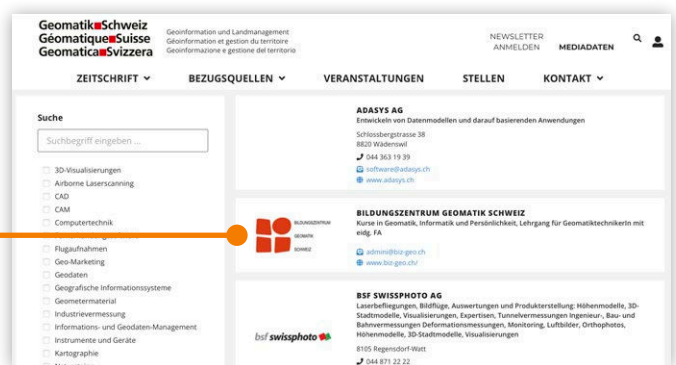 Geomatik Schweiz
Géomatique Suisse
Geomatica Svizzera
Geoinformation und Landmanagement
Géoinformation et gestion du territoire
Geoinformazione e gestione del territorio
NEWSLETTER
ANMELDEN
MEDIADATEN
ZEITSCHRIFT BEZUGSQUELLEN VERANSTALTUNGEN STELLEN KONTAKT
Suche
Suchbegriff eingeben ...
3D-Visualisierungen
Airborne Laserscanning
CAD
CAM
Computertechnik
Flugaufnahmen
Geo-Marketing
Geodaten
Geografische Informationssysteme
Geometermaterial
Industrievermessung
Informations- und Geodaten-Management
Instrumente und Geräte
Kartographie
ADASYS AG
Entwickeln von Datenmodellen und darauf basierenden Anwendungen
Schlossbergstrasse 38
8820 Wädenswil
044 363 19 39
software@adasys.ch
www.adasys.ch
BILDUNGSZENTRUM
GEOMATIK
SCHWEIZ
BILDUNGSZENTRUM GEOMATIK SCHWEIZ
Kurse in Geomatik, Informatik und Persönlichkeit, Lehrgang für GeomatiktechnikerIn mit
eidg. FA
admin@biz-geo.ch
www.biz-geo.ch/
bsf swissphoto
BSF SWISSPHOTO AG
Laserbefliegungen, Bildflüge, Auswertungen und Produkterstellung: Höhenmodelle, 3D-
Stadtmodelle, Visualisierungen, Expertisen, Tunnelvermessungen Ingenieur-, Bau- und
Bahnvermessungen Deformationsmessungen, Monitoring, Luftbilder, Orthophotos,
Höhenmodelle, 3D-Stadtmodelle, Visualisierungen
8105 Regensdorf-Watt
044 871 22 22